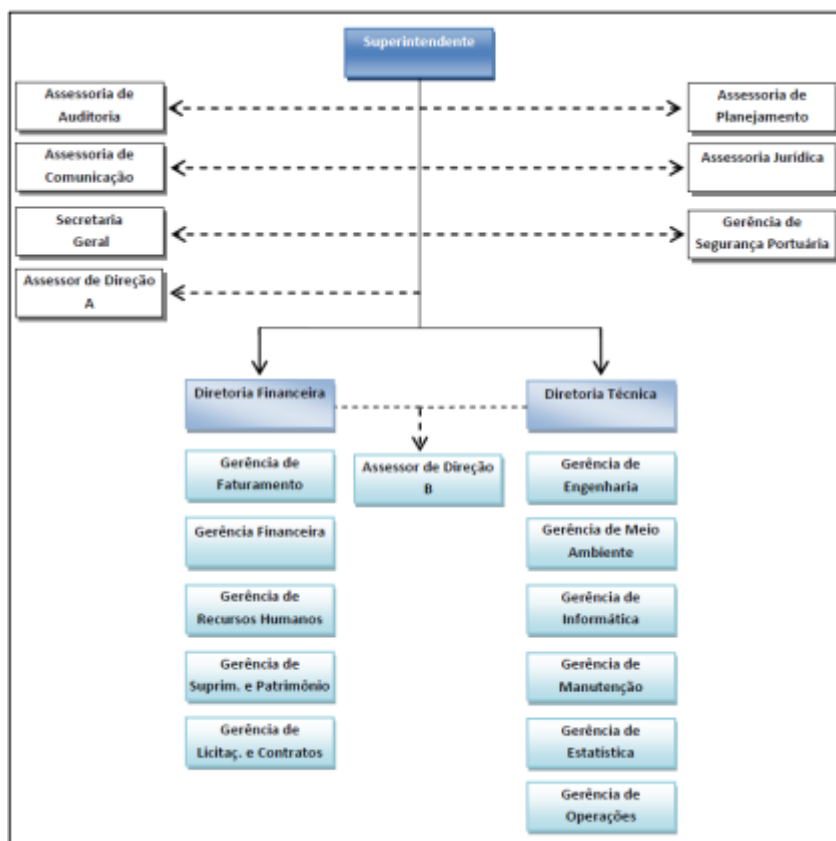 Superintendente
Assessoria de
Auditoria
Assessoria de
Planejamento
Assessoria de
Comunicação
Assessoria Jurídica
Secretaria
Geral
Gerência de
Segurança Portuária
Assessor de Direção
A
Diretoria Financeira
Diretoria Técnica
Gerência de
Faturamento
Assessor de Direção
B
Gerência de
Engenharia
Gerência Financeira
Gerência de Meio
Ambiente
Gerência de
Recursos Humanos
Gerência de
Informática
Gerência de
Suprim. e Patrimônio
Gerência de
Manutenção
Gerência de
Licitaç. e Contratos
Gerência de
Estatística
Gerência de
Operações